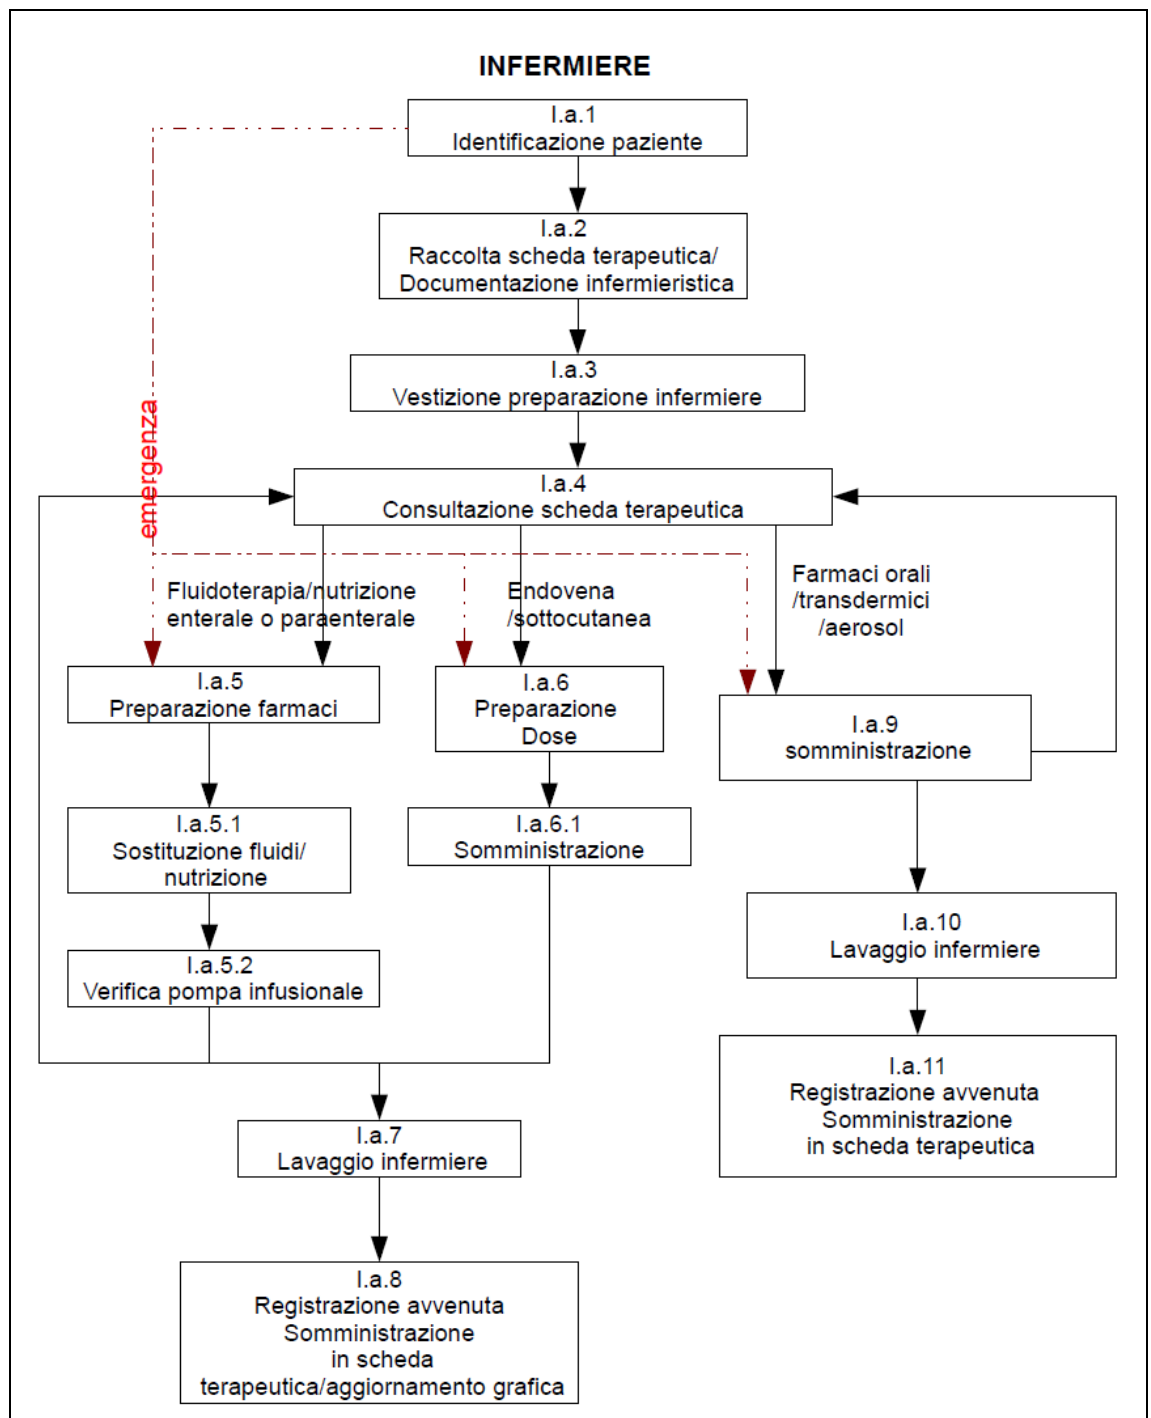 INFERMIERE
I.a.1
Identificazione paziente
I.a.2
Raccolta scheda terapeutica/
Documentazione infermieristica
I.a.3
Vestizione preparazione infermiere
emergenza
I.a.4
Consultazione scheda terapeutica
Fluidoterapia/nutrizione
enterale o paraenterale
Endovena
/sottocutanea
Farmaci orali
/transdermici
/aerosol
I.a.5
Preparazione farmaci
I.a.6
Preparazione
Dose
I.a.9
somministrazione
I.a.5.1
Sostituzione fluidi/
nutrizione
I.a.6.1
Somministrazione
I.a.5.2
Verifica pompa infusionale
I.a.10
Lavaggio infermiere
I.a.11
Registrazione avvenuta
Somministrazione
in scheda terapeutica
I.a.7
Lavaggio infermiere
I.a.8
Registrazione avvenuta
Somministrazione
in scheda
terapeutica/aggiornamento grafica